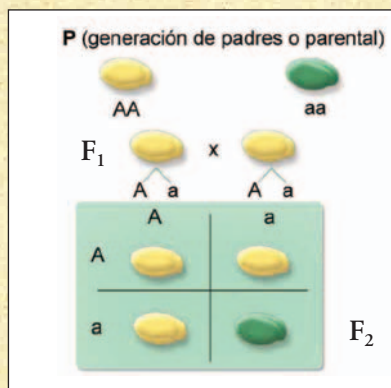 P (generación de padres o parental)
AA aa
F1 x
A a A a
A a
A
a F2